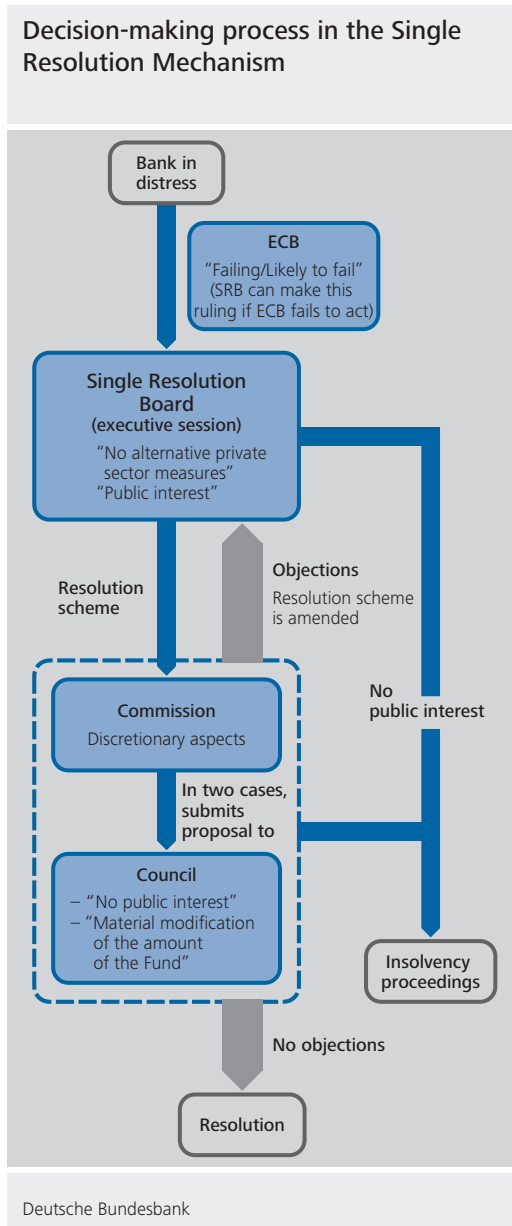 Decision-making process in the Single
Resolution Mechanism
Bank in
distress
ECB
“Failing/Likely to fail”
(SRB can make this
ruling if ECB fails to act)
Single Resolution
Board
(executive session)
“No alternative private
sector measures”
“Public interest”
Resolution
scheme
Objections
Resolution scheme
is amended
No
public interest
Commission
Discretionary aspects
In two cases,
submits
proposal to
Council
– “No public interest”
– “Material modification
of the amount
of the Fund”
Insolvency
proceedings
No objections
Resolution
Deutsche Bundesbank